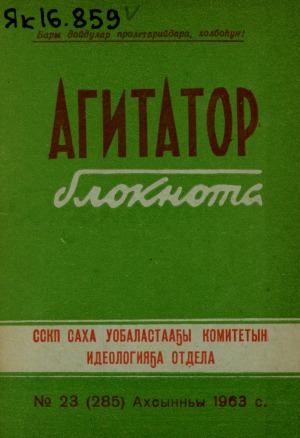 Як16.859
Бары дойдулар пролетарийдара, холбоһуҥ!
АГИТАТОР
блокнота
ССКП САХА УОБАЛАСТААҔЫ КОМИТЕТЫН
ИДЕОЛОГИЯҔА ОТДЕЛА
№ 23 (285) Ахсынньы 1963 с.